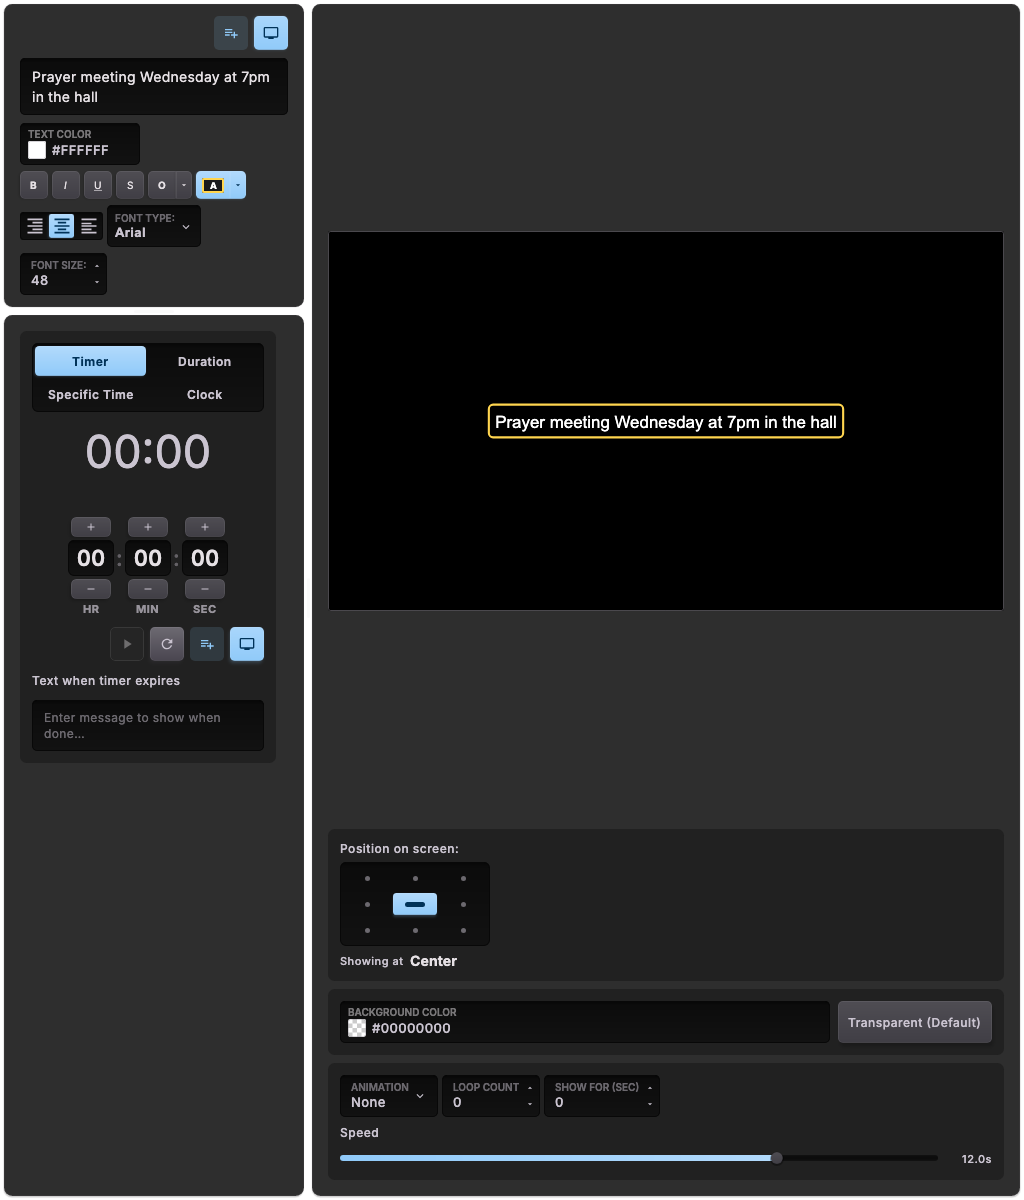 Prayer meeting Wednesday at 7pm
in the hall
TEXT COLOR
#FFFFFF
B I U S O A
FONT TYPE:
Arial
FONT SIZE:
48
Timer Duration
Specific Time Clock
00:00
+ + +
00 : 00 : 00
− − −
HR MIN SEC
Text when timer expires
Enter message to show when
done...
Prayer meeting Wednesday at 7pm in the hall
Position on screen:
Showing at Center
BACKGROUND COLOR
#00000000
Transparent (Default)
ANIMATION
None
LOOP COUNT
0
SHOW FOR (SEC)
0
Speed
12.0s